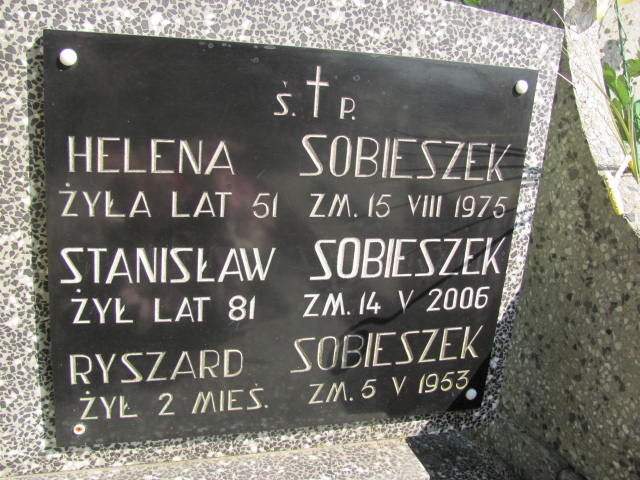 Ś. P.
HELENA SOBIESZEK
ŻYŁA LAT 51 ZM. 15 VIII 1975
STANISŁAW SOBIESZEK
ŻYŁ LAT 81 ZM. 14 V 2006
RYSZARD SOBIESZEK
ŻYŁ 2 MIEŚ. ZM. 5 V 1953